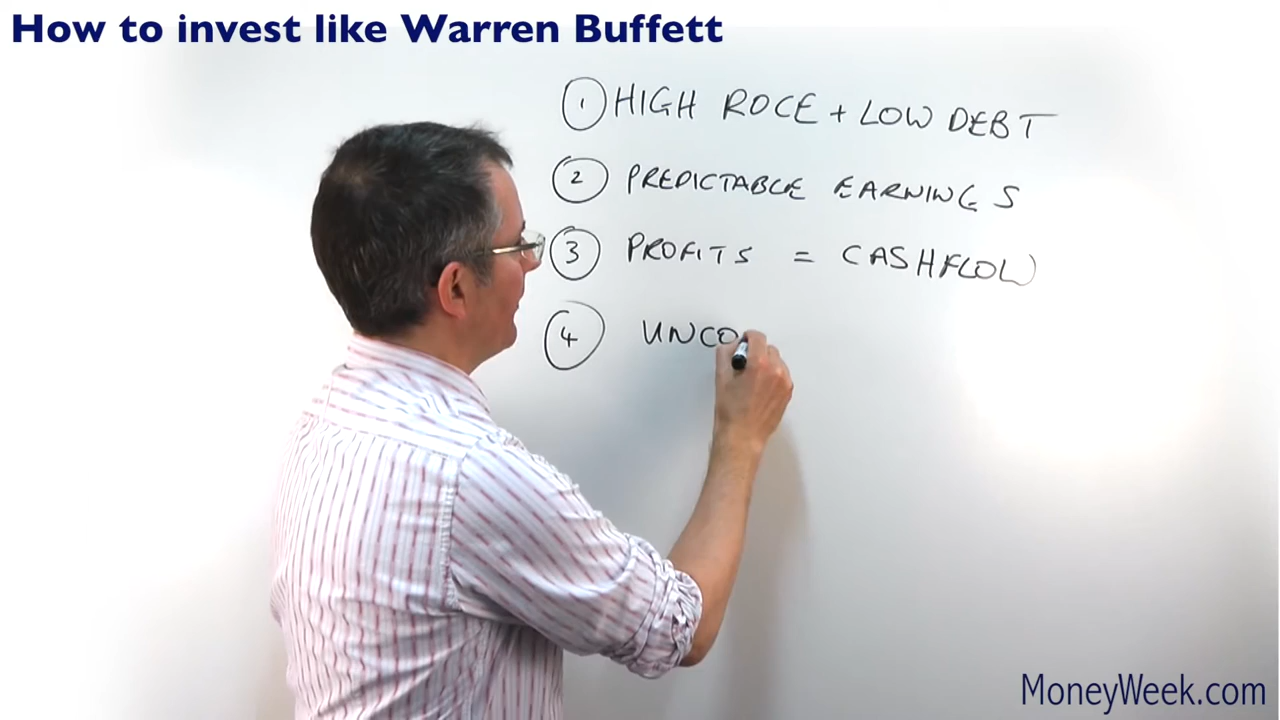 How to invest like Warren Buffett
1 HIGH ROCE + LOW DEBT
2 PREDICTABLE EARNINGS
3 PROFITS = CASHFLOW
4 UNCO
MoneyWeek.com